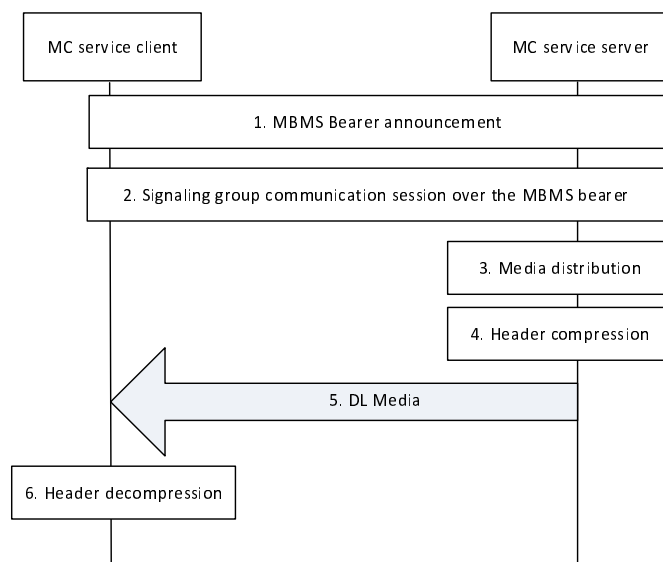 MC service client
MC service server
1. MBMS Bearer announcement
2. Signaling group communication session over the MBMS bearer
3. Media distribution
4. Header compression
5. DL Media
6. Header decompression